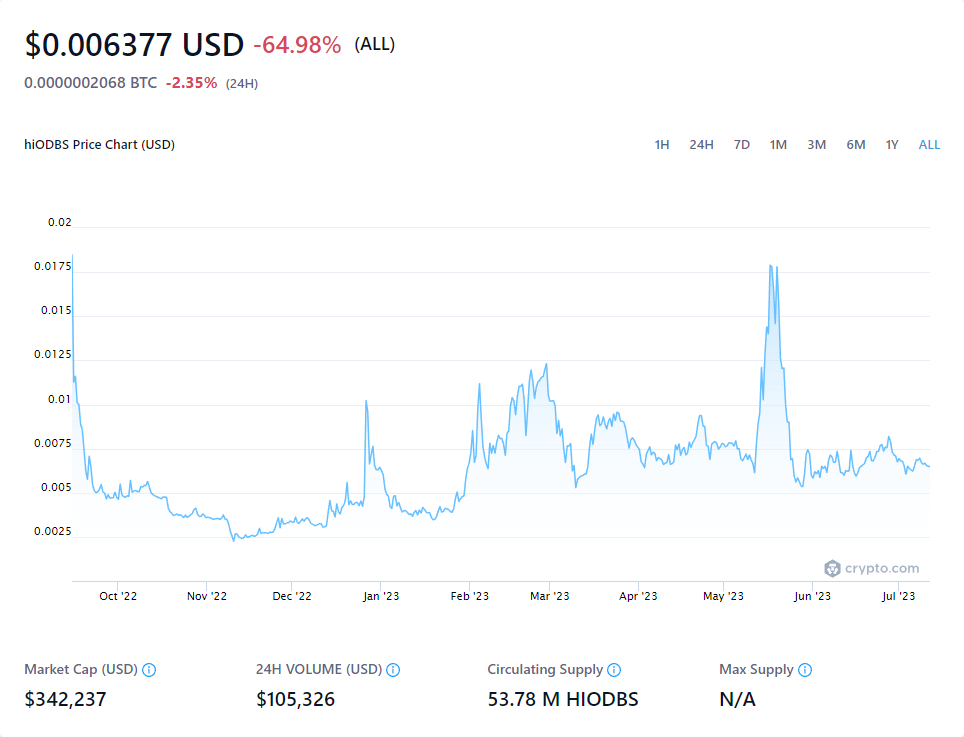 $0.006377 USD -64.98% (ALL)
0.0000002068 BTC -2.35% (24H)
hiODBS Price Chart (USD) 1H 24H 7D 1M 3M 6M 1Y ALL
0.02
0.0175
0.015
0.0125
0.01
0.0075
0.005
0.0025
crypto.com
Oct '22 Nov '22 Dec '22 Jan '23 Feb '23 Mar '23 Apr '23 May '23 Jun '23 Jul '23
Market Cap (USD) 24H VOLUME (USD) Circulating Supply Max Supply
$342,237 $105,326 53.78 M HIODBS N/A